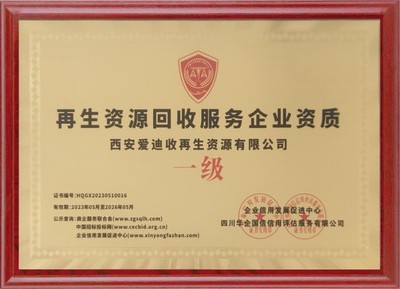 再生资源回收服务企业资质
西安爱迪收再生资源有限公司
一级
证书编号:HQGX20230510016
有效期:2023年05月至2026年05月
公开查询:商企服务联合会(www.zgsqlh.com)
中国招标投标网(www.cecbid.org.cn)
企业信用发展促进中心(www.xinyongfazhan.com)
企业信用发展促进中心
四川华企国信信用评估服务有限公司